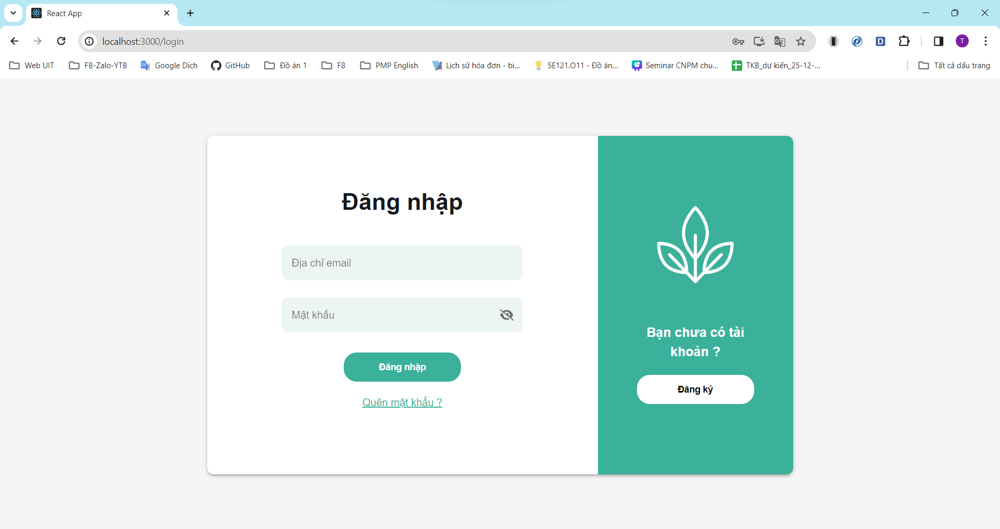 React App
localhost:3000/login
T
Web UIT
FB-Zalo-YTB
Google Dịch
GitHub
Đồ án 1
F8
PMP English
Lịch sử hóa đơn - bi...
SE121.O11 - Đồ án...
Seminar CNPM chu...
TKB_dự kiến_25-12-...
Tất cả dấu trang
Đăng nhập
Địa chỉ email
Mật khẩu
Đăng nhập
Quên mật khẩu ?
Bạn chưa có tài
khoản ?
Đăng ký